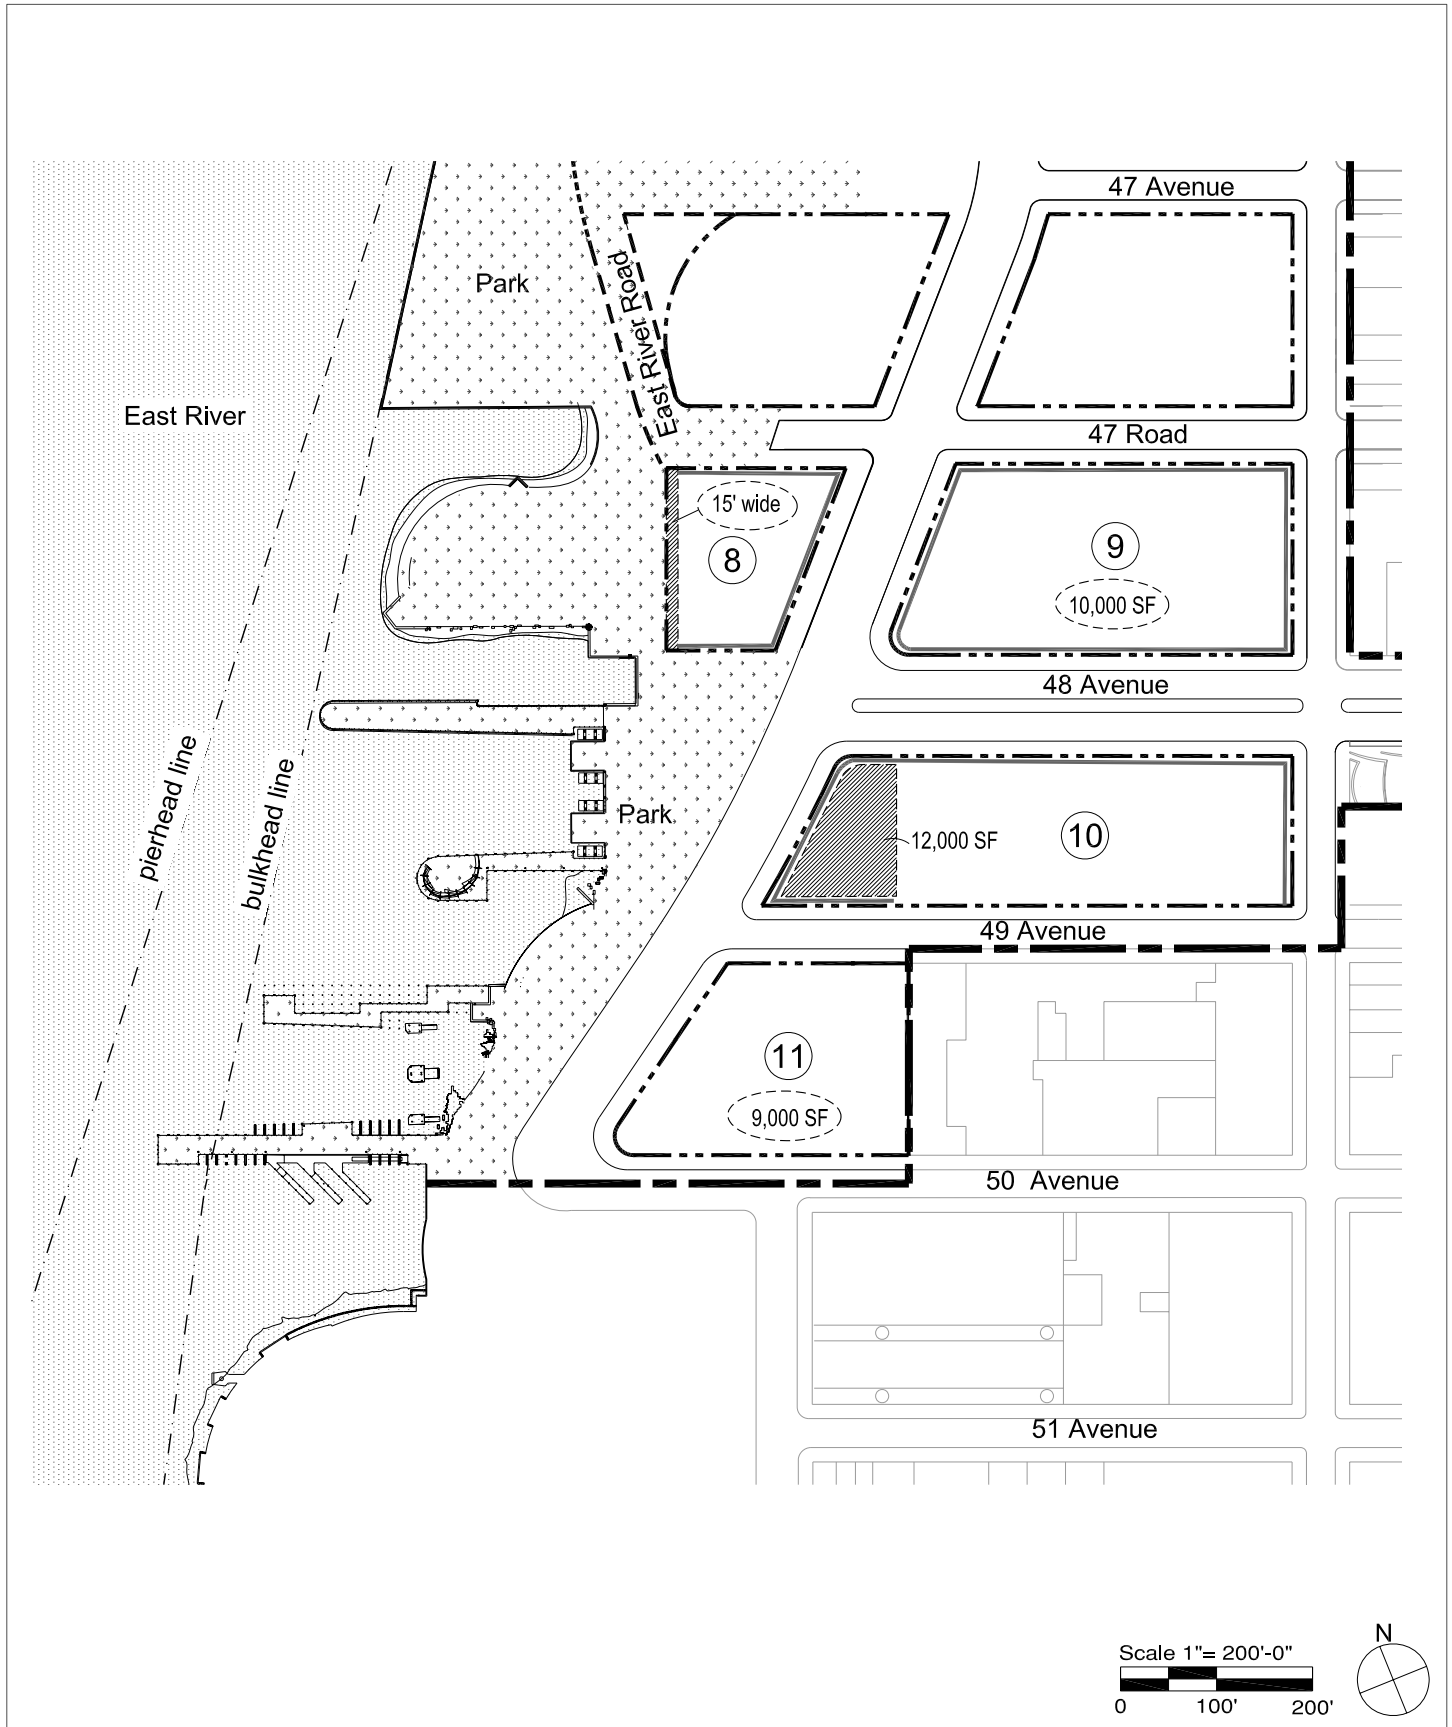 47 Avenue
Park
East River Road
East River
47 Road
15' wide
8
9
10,000 SF
48 Avenue
pierhead line
bulkhead line
Park
12,000 SF
10
49 Avenue
11
9,000 SF
50 Avenue
51 Avenue
N
Scale 1"= 200'-0"
0 100' 200'